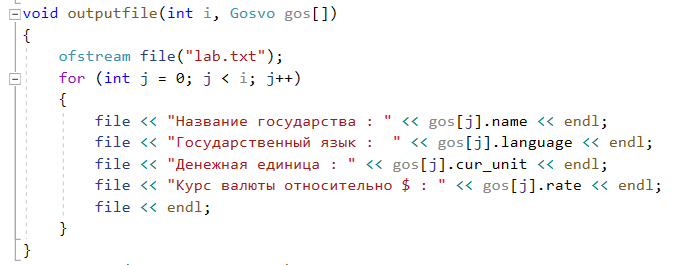 void outputfile(int i, Gosvo gos[])
{
    ofstream file("lab.txt");
    for (int j = 0; j < i; j++)
    {
        file << "Название государства : " << gos[j].name << endl;
        file << "Государственный язык :  " << gos[j].language << endl;
        file << "Денежная единица : " << gos[j].cur_unit << endl;
        file << "Курс валюты относительно $ : " << gos[j].rate << endl;
        file << endl;
    }
}